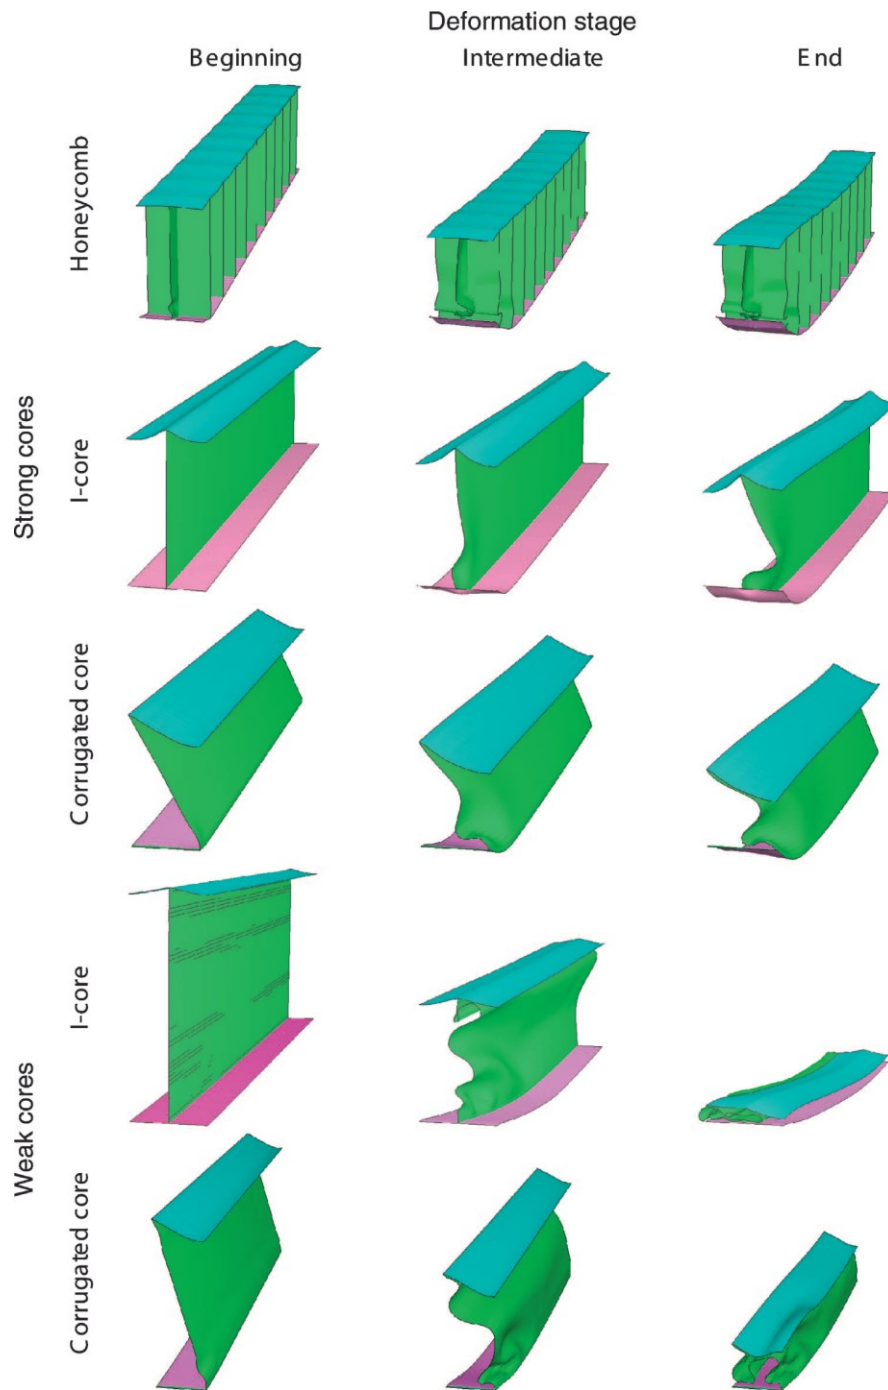 Deformation stage
Beginning
Intermediate
End
Strong cores
Honeycomb
I-core
Corrugated core
Weak cores
I-core
Corrugated core